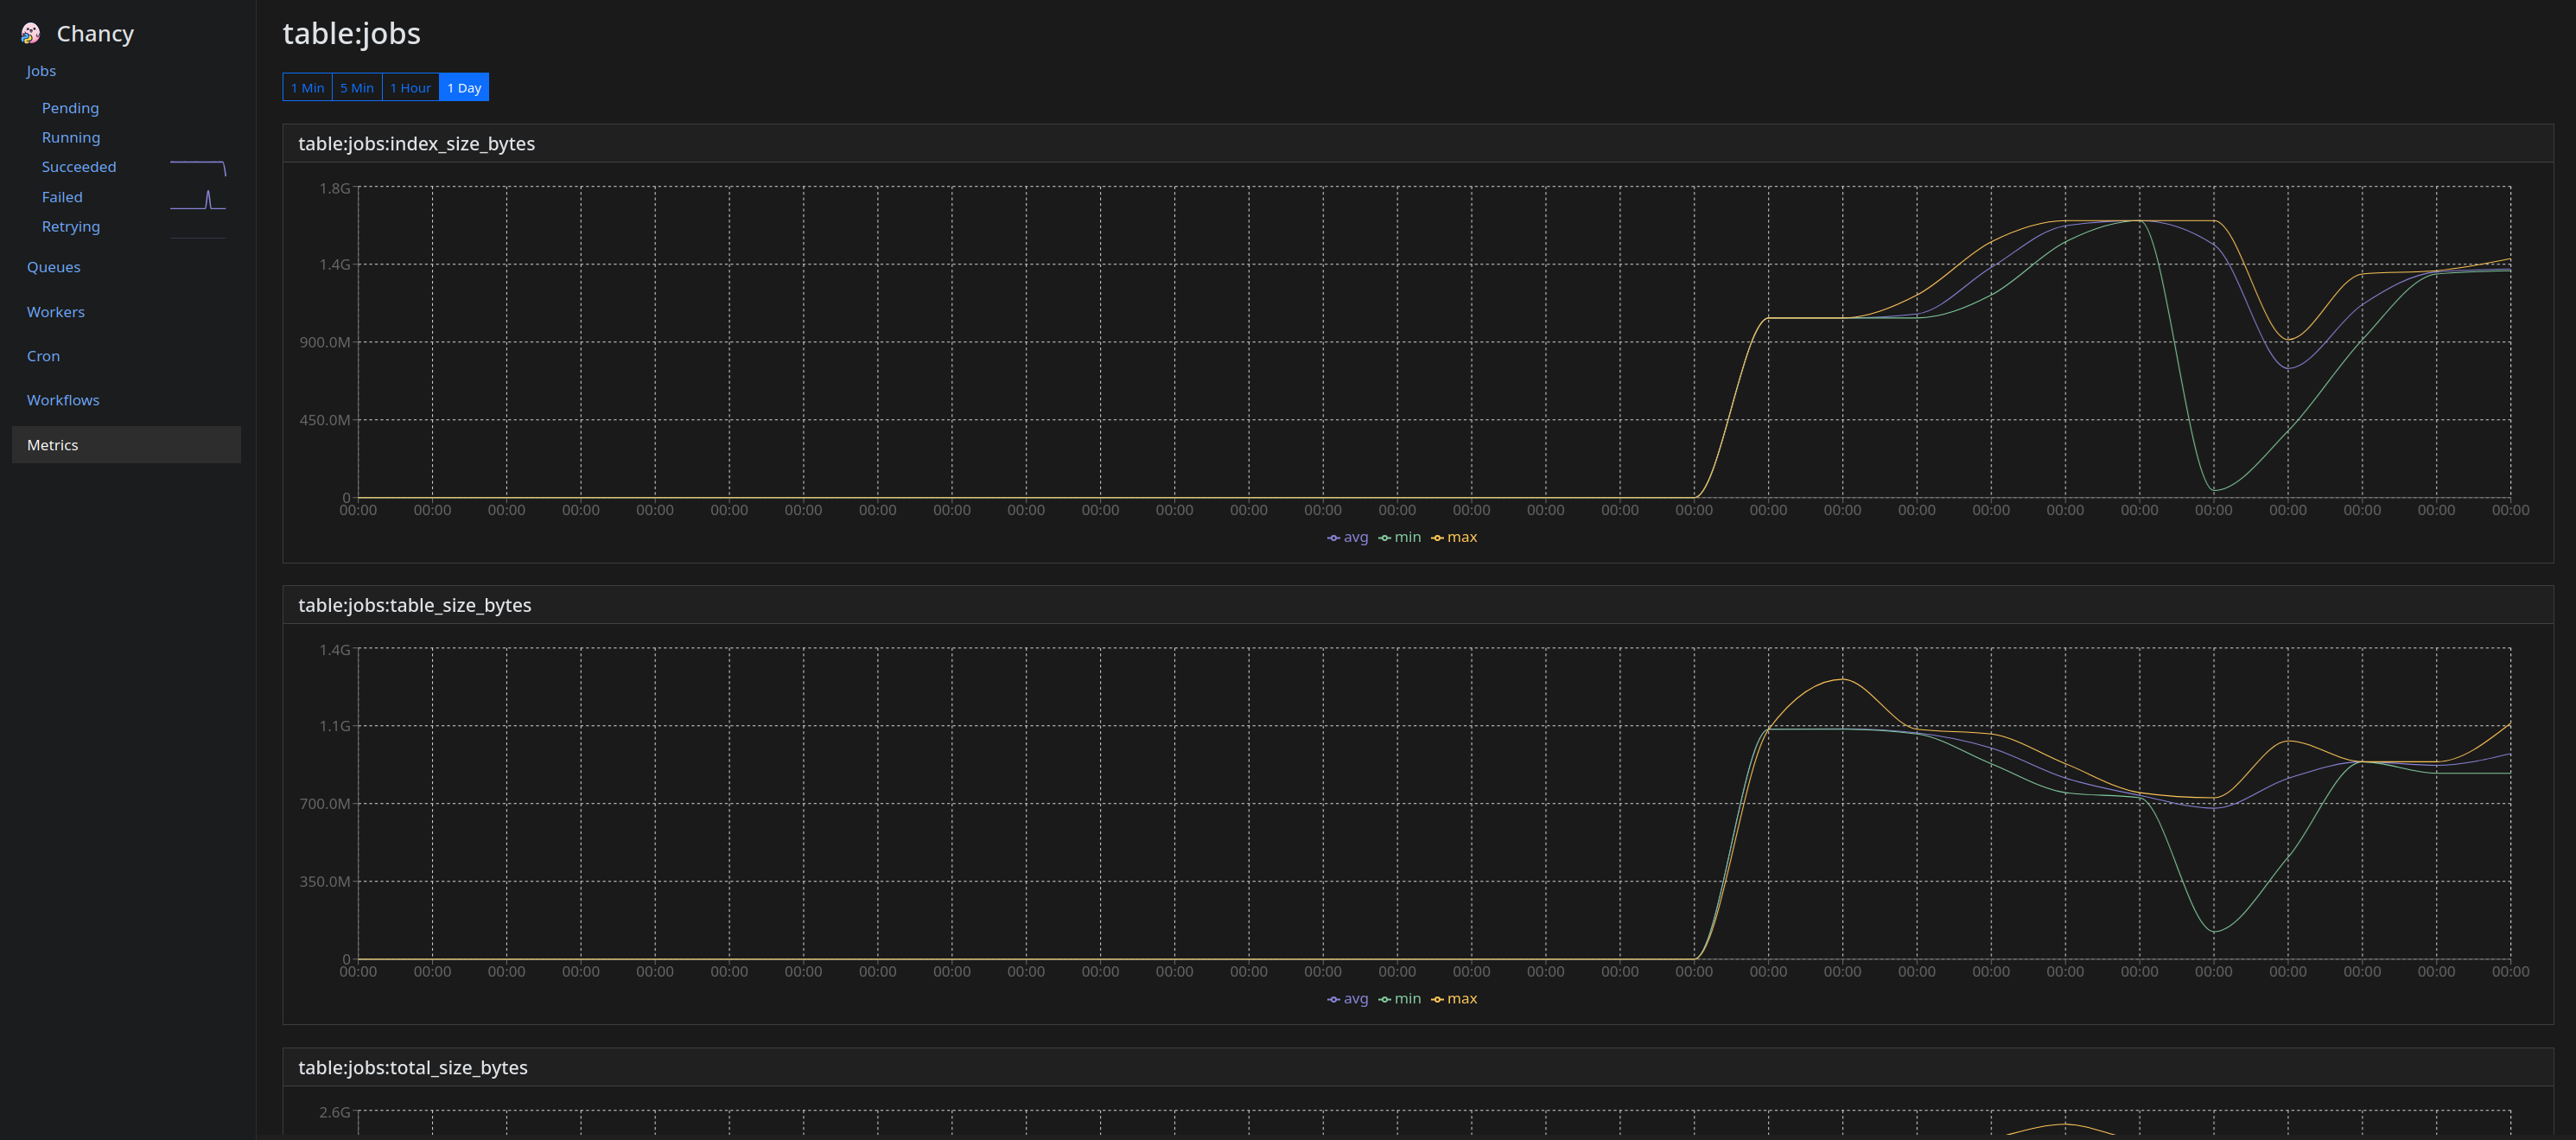 Chancy
Jobs
Pending
Running
Succeeded
Failed
Retrying
Queues
Workers
Cron
Workflows
Metrics
table:jobs
1 Min 5 Min 1 Hour 1 Day
table:jobs:index_size_bytes
1.8G
1.4G
900.0M
450.0M
0
00:00 00:00 00:00 00:00 00:00 00:00 00:00 00:00 00:00 00:00 00:00 00:00 00:00 00:00 00:00 00:00 00:00 00:00 00:00 00:00 00:00 00:00 00:00 00:00 00:00 00:00 00:00 00:00 00:00 00:00
avg min max
table:jobs:table_size_bytes
1.4G
1.1G
700.0M
350.0M
0
00:00 00:00 00:00 00:00 00:00 00:00 00:00 00:00 00:00 00:00 00:00 00:00 00:00 00:00 00:00 00:00 00:00 00:00 00:00 00:00 00:00 00:00 00:00 00:00 00:00 00:00 00:00 00:00 00:00 00:00
avg min max
table:jobs:total_size_bytes
2.6G